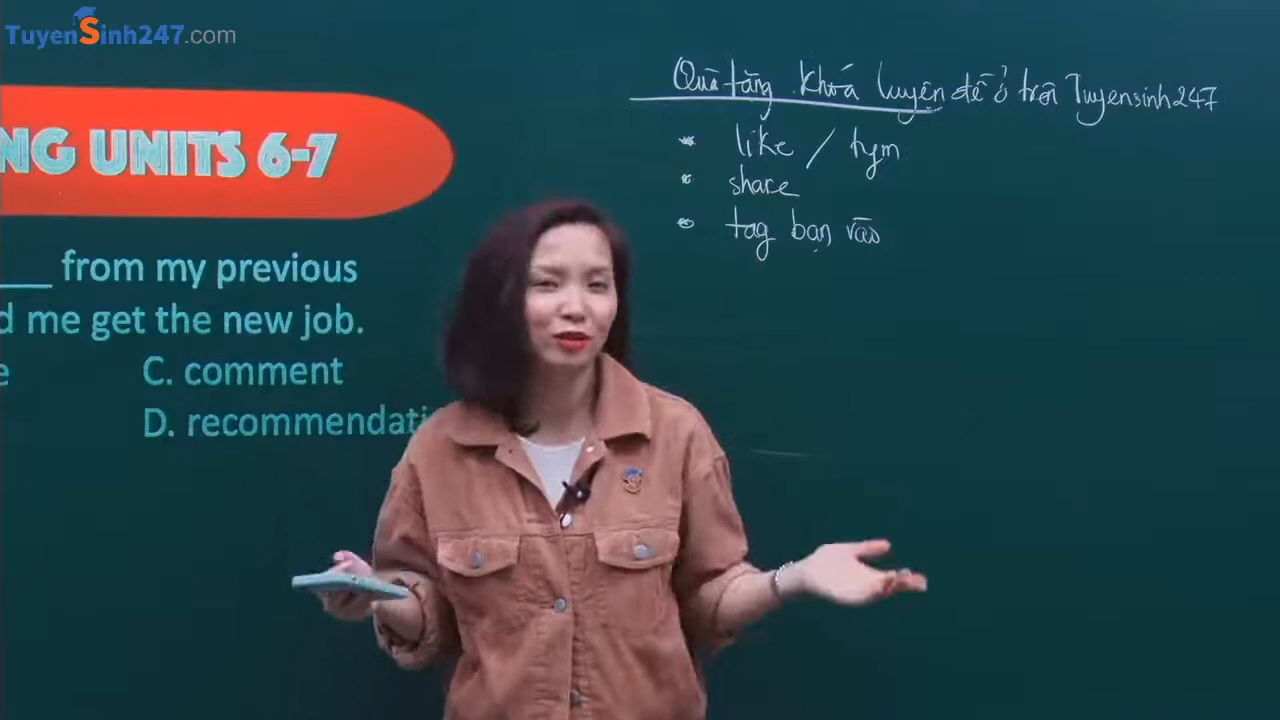 TuyenSinh247.com
Quà tặng khoá luyện đề ở trên Tuyensinh247
NG UNITS 6-7
• like / tym
• share
• tag bạn vào
___ from my previous
d me get the new job.
e C. comment
D. recommendati